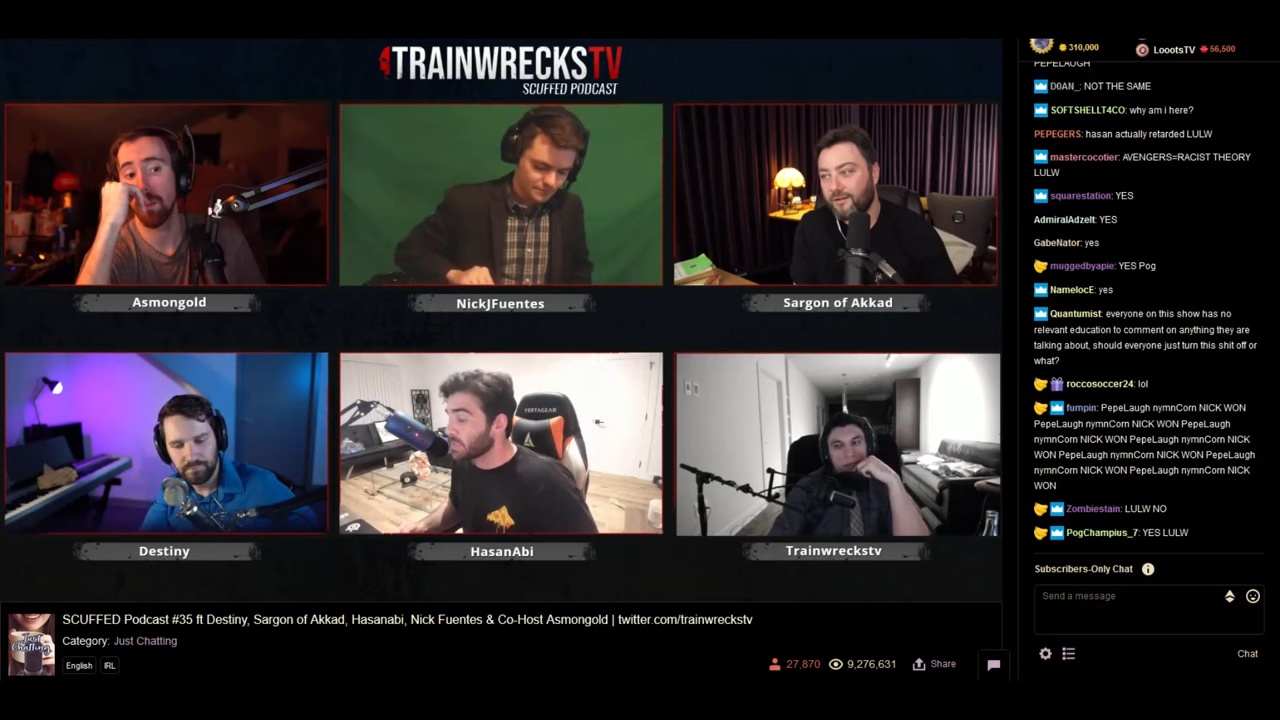 TRAINWRECKSTV
SCUFFED PODCAST
Asmongold
NickJFuentes
Sargon of Akkad
VERTAGEAR
Destiny
HasanAbi
Trainwreckstv
Just
Chatting
SCUFFED Podcast #35 ft Destiny, Sargon of Akkad, Hasanabi, Nick Fuentes & Co-Host Asmongold | twitter.com/trainwreckstv
Category: Just Chatting
English IRL
27,870 9,276,631 Share
310,000 LoootsTV 56,500
PEPELAUGH
D0AN_: NOT THE SAME
SOFTSHELLT4CO: why am i here?
PEPEGERS: hasan actually retarded LULW
mastercocotier: AVENGERS=RACIST THEORY
LULW
squarestation: YES
AdmiralAdzelt: YES
GabeNator: yes
muggedbyapie: YES Pog
NamelocE: yes
Quantumist: everyone on this show has no
relevant education to comment on anything they are
talking about, should everyone just turn this shit off or
what?
roccosoccer24: lol
fumpin: PepeLaugh nymnCorn NICK WON
PepeLaugh nymnCorn NICK WON PepeLaugh
nymnCorn NICK WON PepeLaugh nymnCorn NICK
WON PepeLaugh nymnCorn NICK WON PepeLaugh
nymnCorn NICK WON PepeLaugh nymnCorn NICK
WON
Zombiestain: LULW NO
PogChampius_7: YES LULW
Subscribers-Only Chat
Send a message
Chat